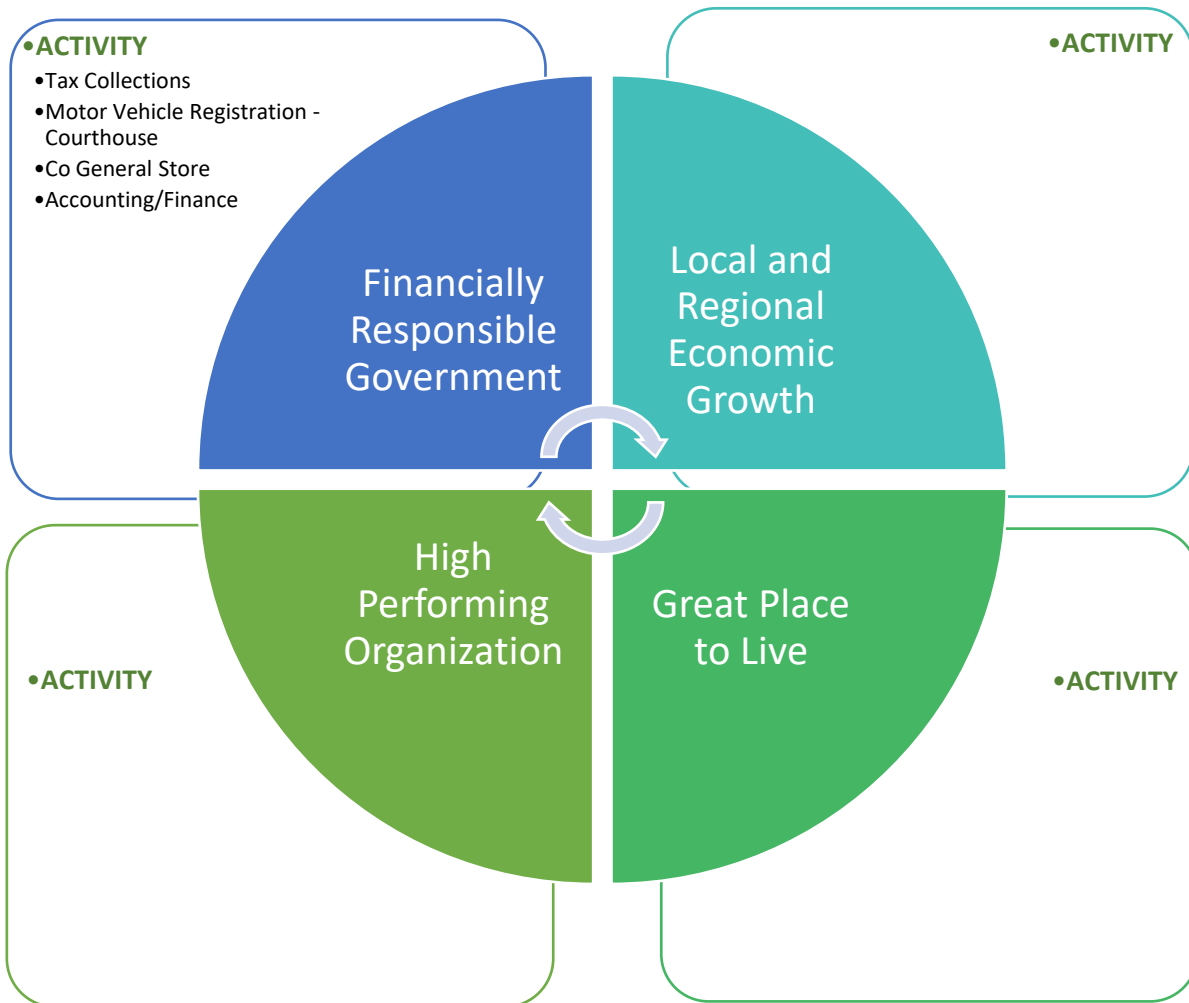 •ACTIVITY
•Tax Collections
•Motor Vehicle Registration -
Courthouse
•Co General Store
•Accounting/Finance
•ACTIVITY
Financially
Responsible
Government
Local and
Regional
Economic
Growth
High
Performing
Organization
Great Place
to Live
•ACTIVITY
•ACTIVITY